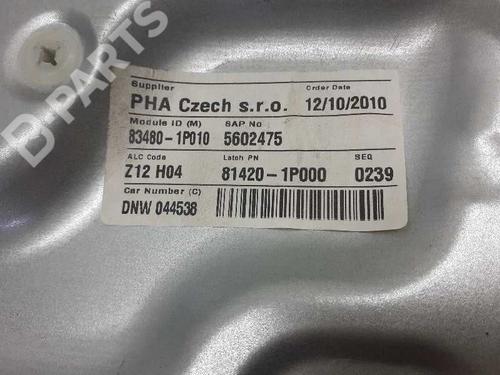 D-PARTS
Supplier Order Date
PHA Czech s.r.o. 12/10/2010
Module ID (M) SAP No
83480-1P010 5602475
ALC Code Latch PN SEQ
Z12 H04 81420-1P000 0239
Car Number (C)
DNW 044538